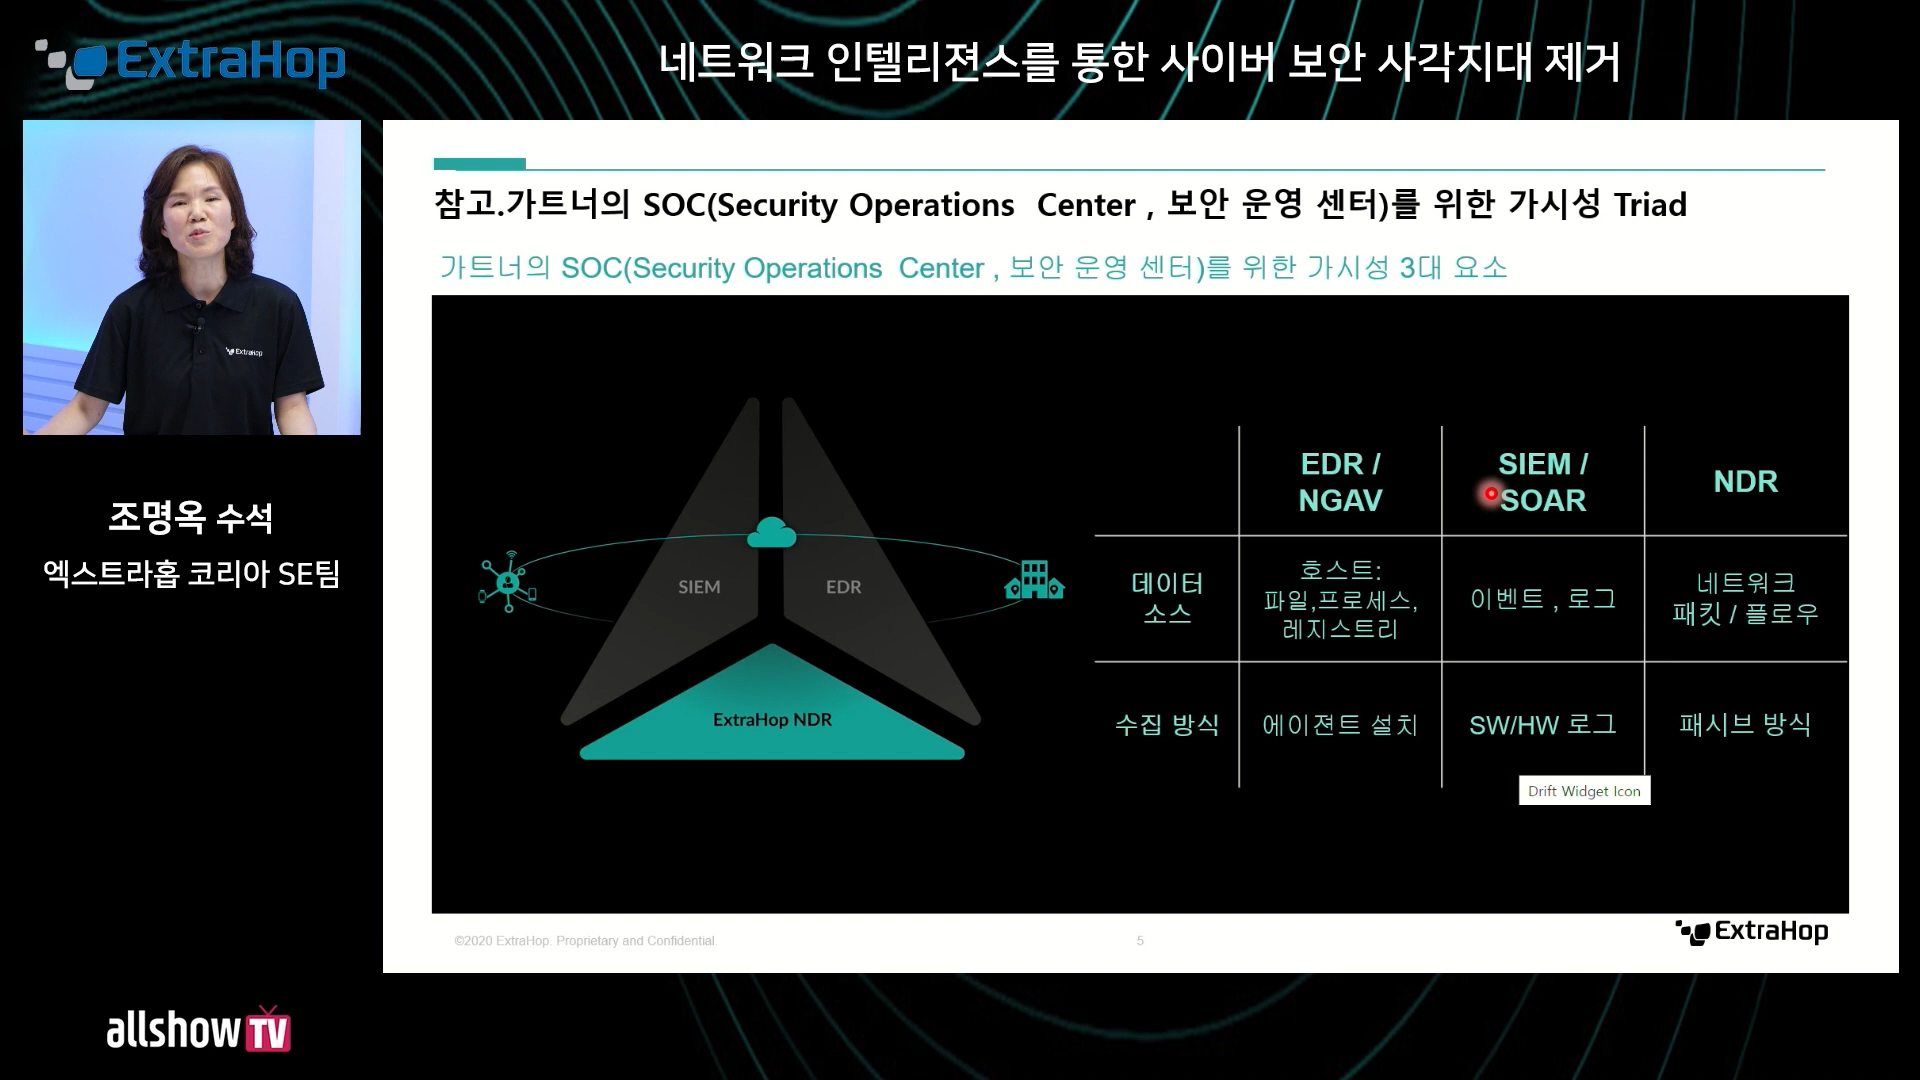 ExtraHop
네트워크 인텔리젼스를 통한 사이버 보안 사각지대 제거
ExtraHop
조명옥 수석
엑스트라홉 코리아 SE팀
참고.가트너의 SOC(Security Operations Center , 보안 운영 센터)를 위한 가시성 Triad
가트너의 SOC(Security Operations Center , 보안 운영 센터)를 위한 가시성 3대 요소
SIEM
EDR
ExtraHop NDR
EDR /
NGAV
SIEM /
SOAR
NDR
데이터
소스
호스트:
파일,프로세스,
레지스트리
이벤트 , 로그
네트워크
패킷 / 플로우
수집 방식
에이젼트 설치
SW/HW 로그
패시브 방식
Drift Widget Icon
©2020 ExtraHop. Proprietary and Confidential.
5
ExtraHop
allshow TV